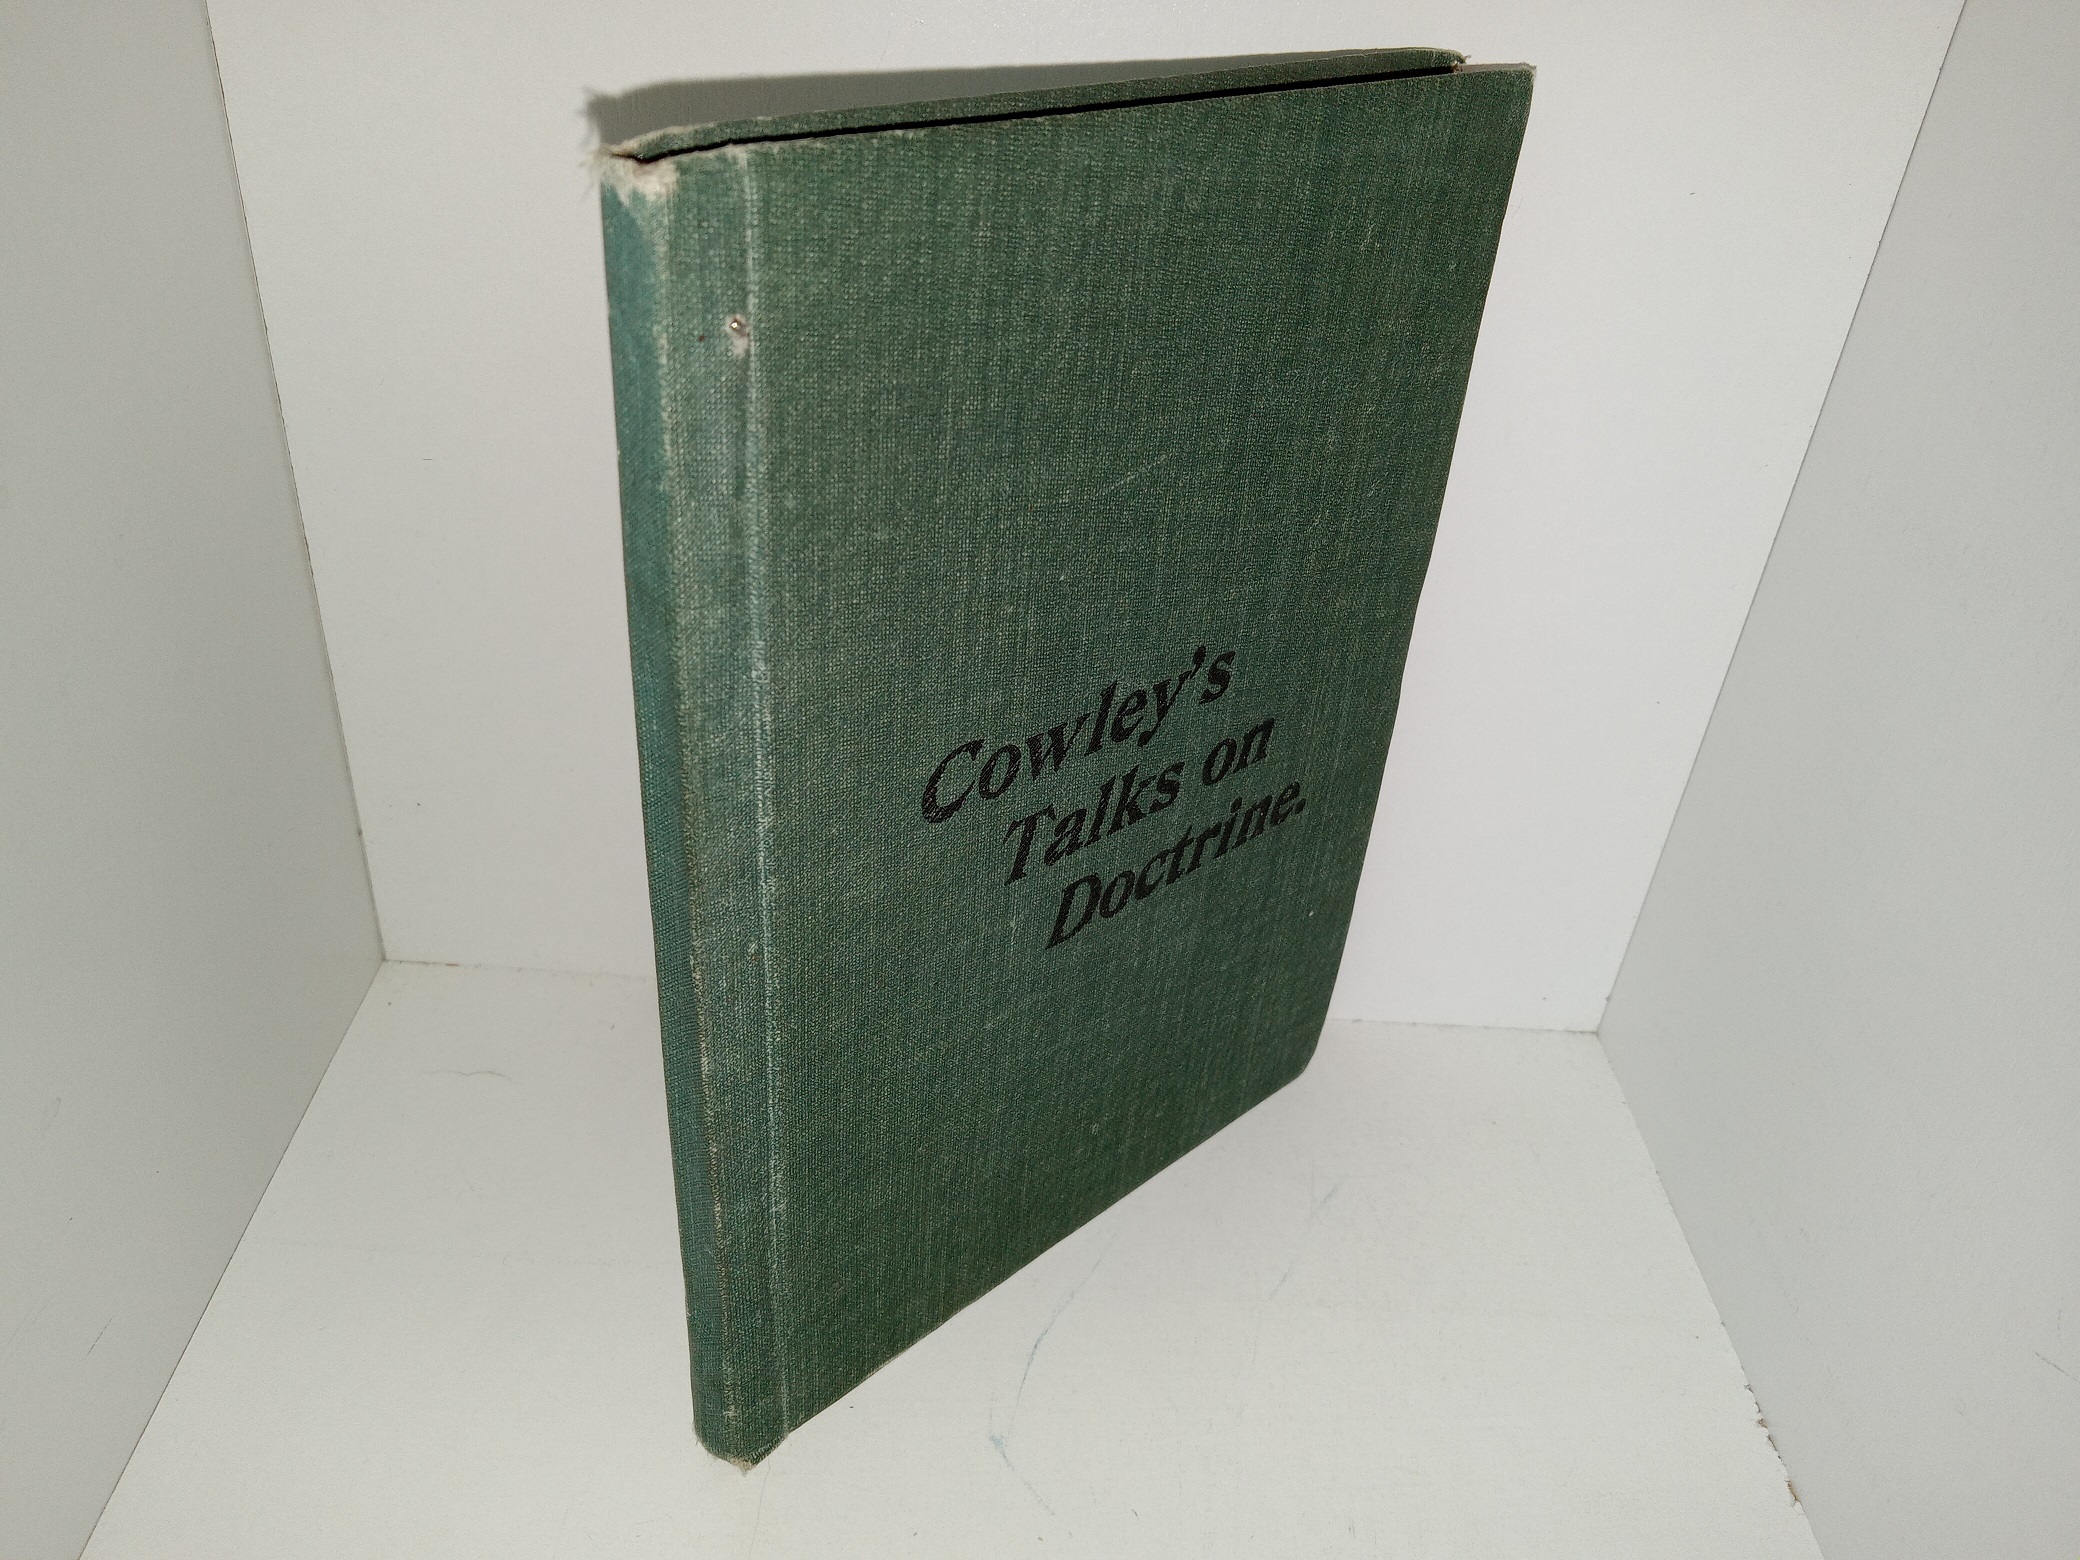 Cowley's
Talks on
Doctrine.